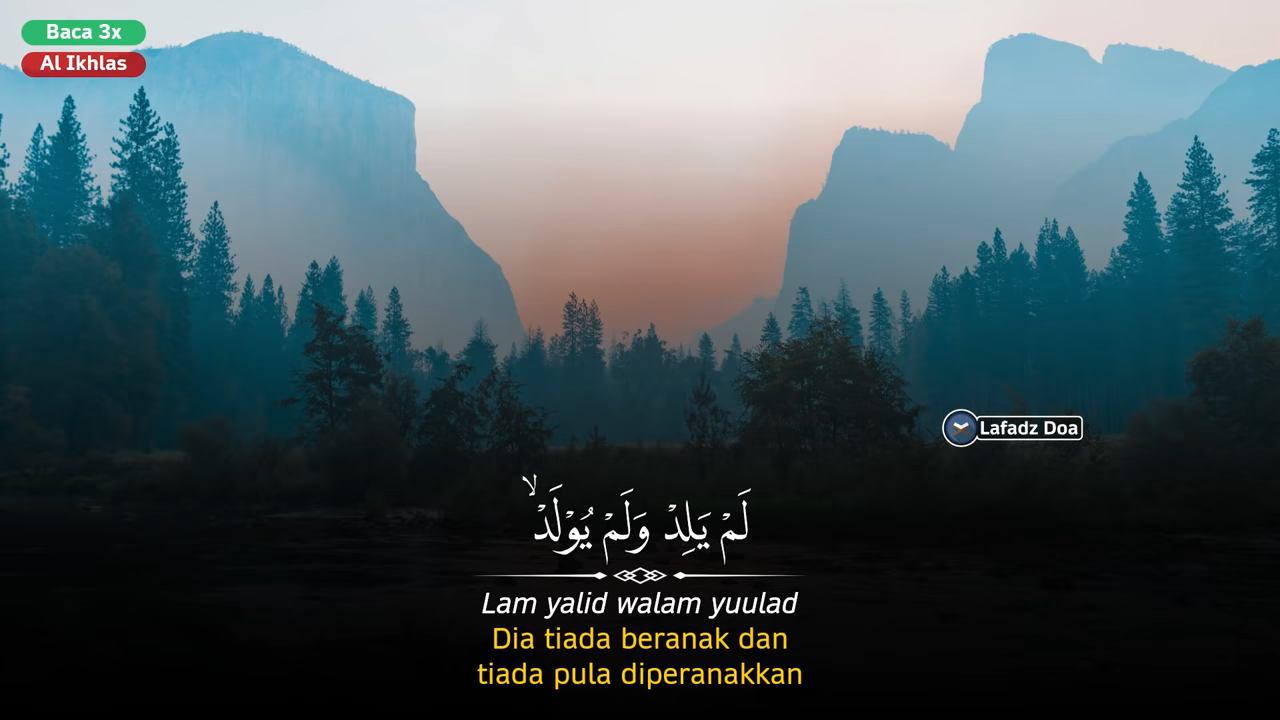 Baca 3x
Al Ikhlas
Lafadz Doa
لَمْ يَلِدْ وَلَمْ يُوْلَدْۙ
Lam yalid walam yuulad
Dia tiada beranak dan
tiada pula diperanakkan